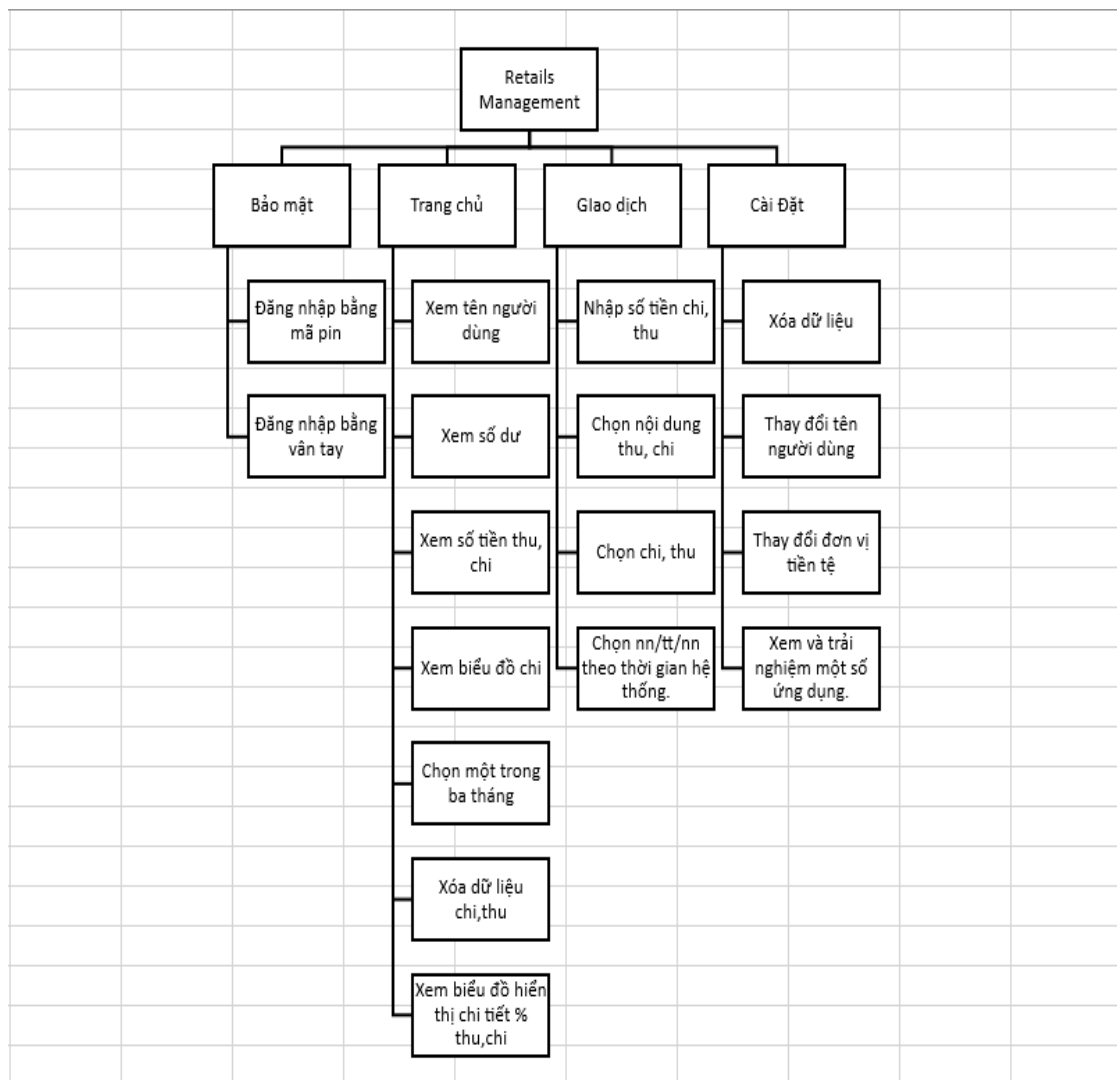 Retails
Management
Bảo mật
Trang chủ
GIao dịch
Cài Đặt
Đăng nhập bằng
mã pin
Đăng nhập bằng
vân tay
Xem tên người
dùng
Xem số dư
Xem số tiền thu,
chi
Xem biểu đồ chi
Chọn một trong
ba tháng
Xóa dữ liệu
chi,thu
Xem biểu đồ hiển
thị chi tiết %
thu,chi
Nhập số tiền chi,
thu
Chọn nội dung
thu, chi
Chọn chi, thu
Chọn nn/tt/nn
theo thời gian hệ
thống.
Xóa dữ liệu
Thay đổi tên
người dùng
Thay đổi đơn vị
tiền tệ
Xem và trải
nghiệm một số
ứng dụng.